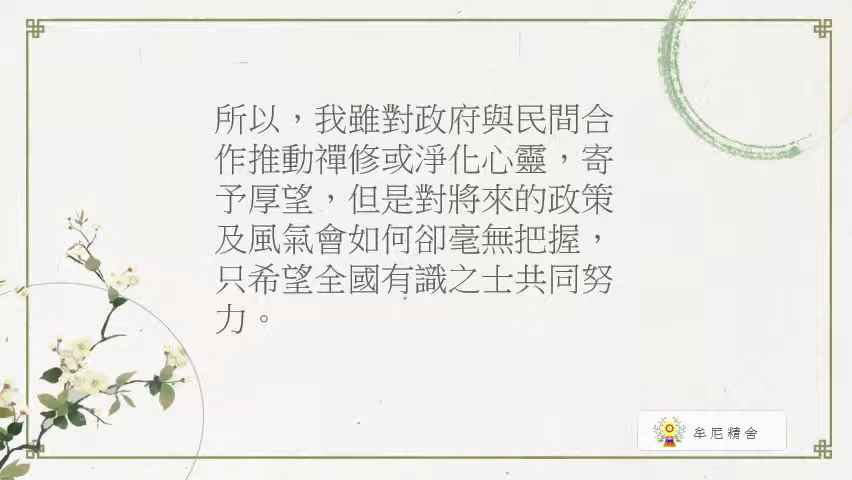 所以，我雖對政府與民間合
作推動禪修或淨化心靈，寄
予厚望，但是對將來的政策
及風氣會如何卻毫無把握，
只希望全國有識之士共同努
力。
牟尼精舍